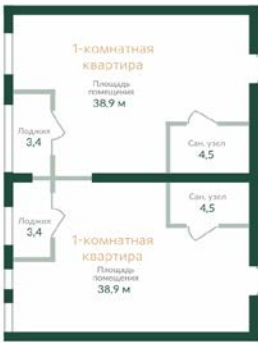 1-комнатная
квартира
Площадь
помещения
38,9 м
Лоджия
3,4
Сан. узел
4,5
Сан. узел
4,5
Лоджия
3,4
1-комнатная
квартира
Площадь
помещения
38,9 м